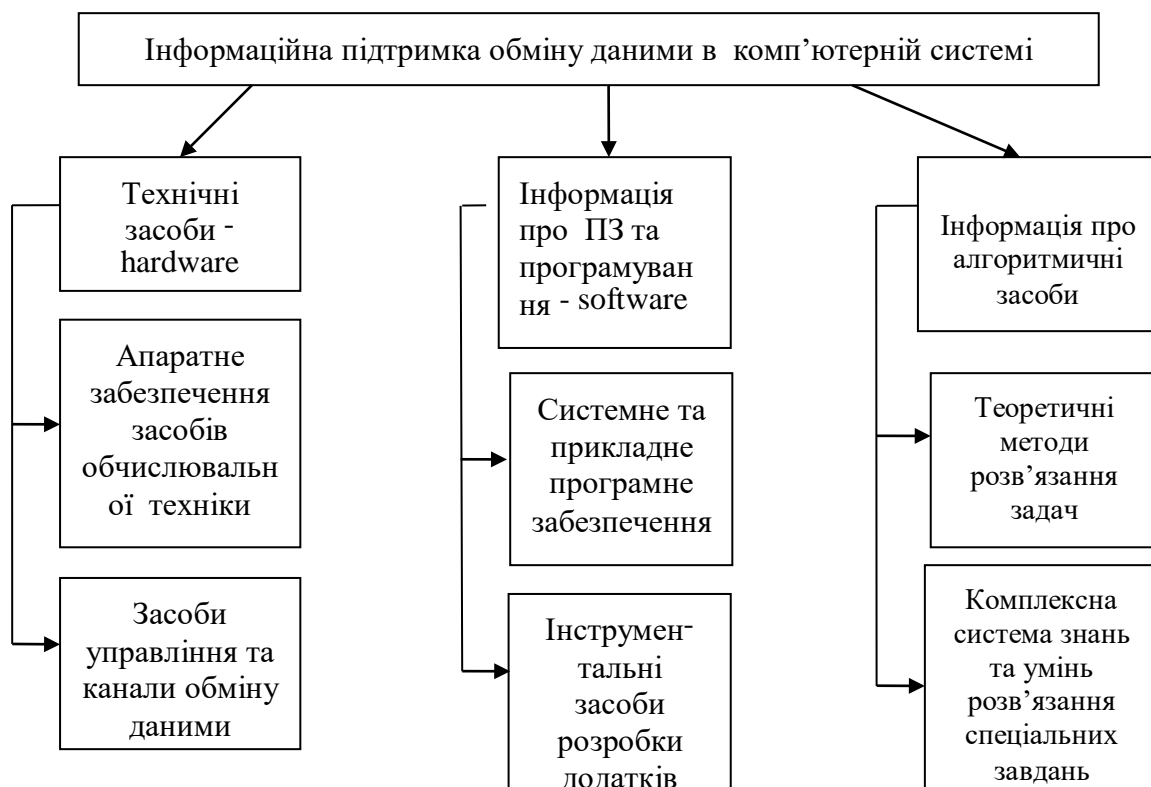 Інформаційна підтримка обміну даними в комп’ютерній системі
Технічні
засоби -
hardware
Апаратне
забезпечення
засобів
обчислювальн
ої техніки
Засоби
управління та
канали обміну
даними
Інформація
про ПЗ та
програмуван
ня - software
Системне та
прикладне
програмне
забезпечення
Інструмен-
тальні
засоби
розробки
додатків
Інформація про
алгоритмичні
засоби
Теоретичні
методи
розв’язання
задач
Комплексна
система знань
та умінь
розв’язання
спеціальних
завдань